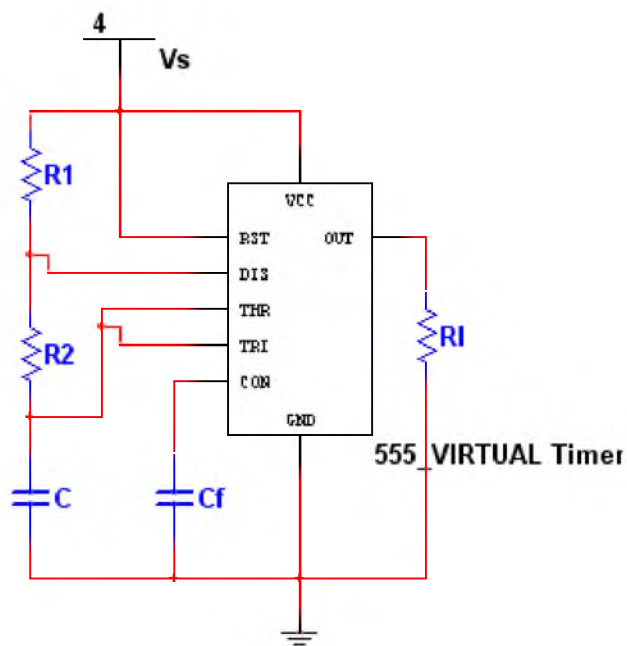 4
Vs
R1
VCC
RST
OUT
DIS
THR
R2
TRI
Rl
CON
GND
555_VIRTUAL Timer
C
Cf